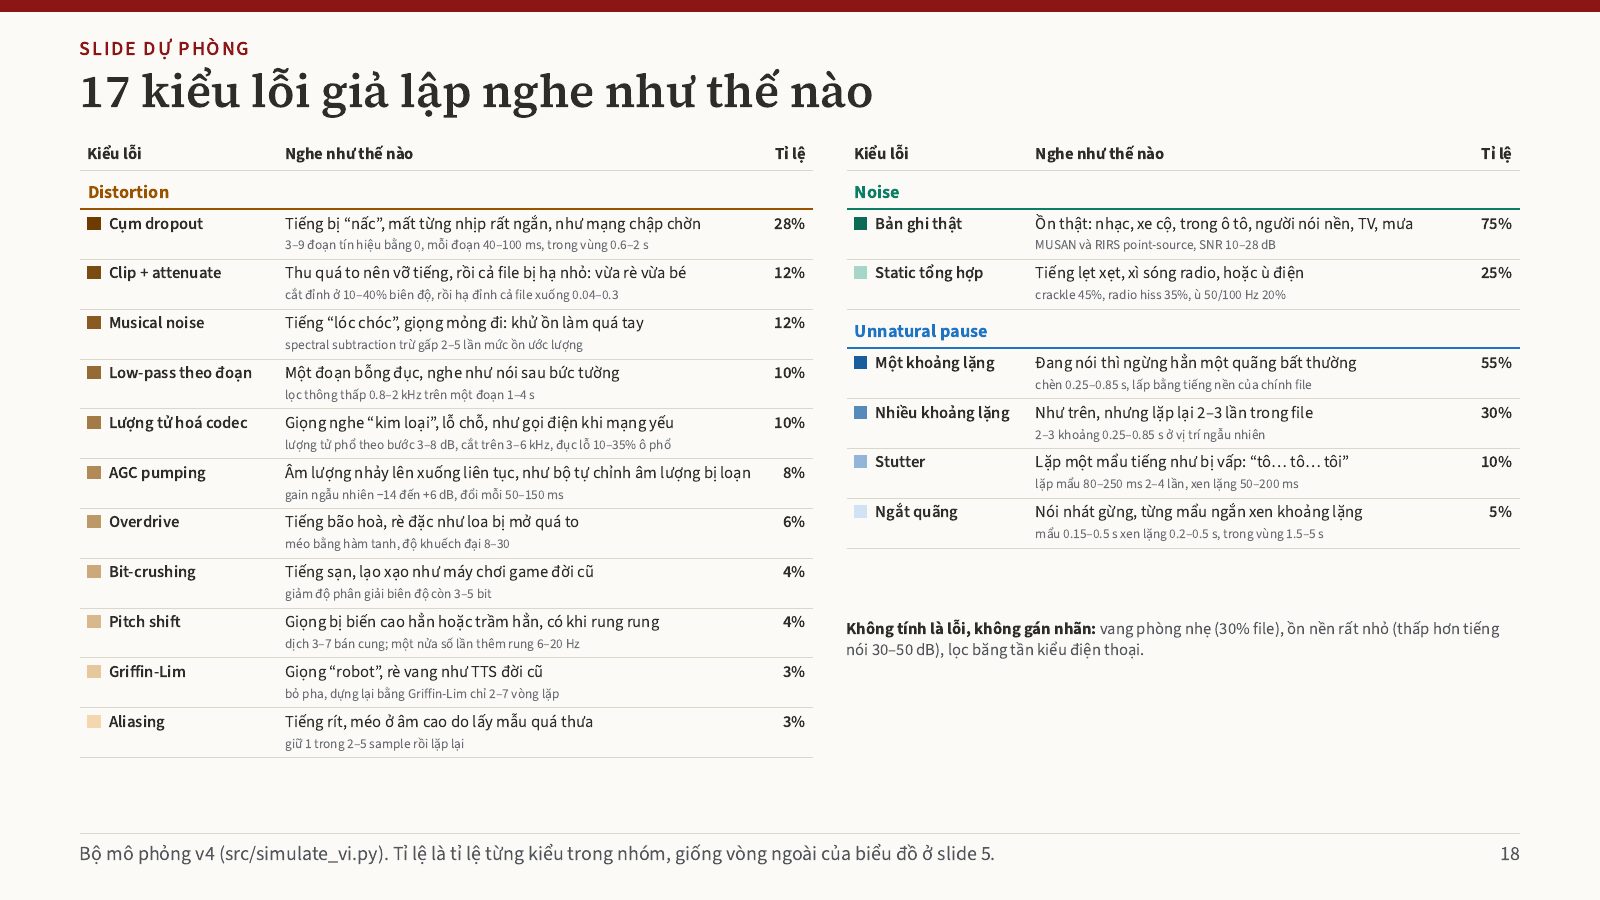 SLIDE DỰ PHÒNG
17 kiểu lỗi giả lập nghe như thế nào
Kiểu lỗi Nghe như thế nào Tỉ lệ
Distortion
Cụm dropout Tiếng bị “nấc”, mất từng nhịp rất ngắn, như mạng chập chờn 28%
3–9 đoạn tín hiệu bằng 0, mỗi đoạn 40–100 ms, trong vùng 0.6–2 s
Clip + attenuate Thu quá to nên vỡ tiếng, rồi cả file bị hạ nhỏ: vừa rè vừa bé 12%
cắt đỉnh ở 10–40% biên độ, rồi hạ đỉnh cả file xuống 0.04–0.3
Musical noise Tiếng “lóc chóc”, giọng mỏng đi: khử ồn làm quá tay 12%
spectral subtraction trừ gấp 2–5 lần mức ồn ước lượng
Low-pass theo đoạn Một đoạn bỗng đục, nghe như nói sau bức tường 10%
lọc thông thấp 0.8–2 kHz trên một đoạn 1–4 s
Lượng tử hoá codec Giọng nghe “kim loại”, lỗ chỗ, như gọi điện khi mạng yếu 10%
lượng tử phổ theo bước 3–8 dB, cắt trên 3–6 kHz, đục lỗ 10–35% ô phổ
AGC pumping Âm lượng nhảy lên xuống liên tục, như bộ tự chỉnh âm lượng bị loạn 8%
gain ngẫu nhiên −14 đến +6 dB, đổi mỗi 50–150 ms
Overdrive Tiếng bão hoà, rè đặc như loa bị mở quá to 6%
méo bằng hàm tanh, độ khuếch đại 8–30
Bit-crushing Tiếng sạn, lạo xạo như máy chơi game đời cũ 4%
giảm độ phân giải biên độ còn 3–5 bit
Pitch shift Giọng bị biến cao hẳn hoặc trầm hẳn, có khi rung rung 4%
dịch 3–7 bán cung; một nửa số lần thêm rung 6–20 Hz
Griffin-Lim Giọng “robot”, rè vang như TTS đời cũ 3%
bỏ pha, dựng lại bằng Griffin-Lim chỉ 2–7 vòng lặp
Aliasing Tiếng rít, méo ở âm cao do lấy mẫu quá thưa 3%
giữ 1 trong 2–5 sample rồi lặp lại
Kiểu lỗi Nghe như thế nào Tỉ lệ
Noise
Bản ghi thật Ồn thật: nhạc, xe cộ, trong ô tô, người nói nền, TV, mưa 75%
MUSAN và RIRS point-source, SNR 10–28 dB
Static tổng hợp Tiếng lẹt xẹt, xì sóng radio, hoặc ù điện 25%
crackle 45%, radio hiss 35%, ù 50/100 Hz 20%
Unnatural pause
Một khoảng lặng Đang nói thì ngừng hẳn một quãng bất thường 55%
chèn 0.25–0.85 s, lấp bằng tiếng nền của chính file
Nhiều khoảng lặng Như trên, nhưng lặp lại 2–3 lần trong file 30%
2–3 khoảng 0.25–0.85 s ở vị trí ngẫu nhiên
Stutter Lặp một mẩu tiếng như bị vấp: “tô… tô… tôi” 10%
lặp mẩu 80–250 ms 2–4 lần, xen lặng 50–200 ms
Ngắt quãng Nói nhát gừng, từng mẩu ngắn xen khoảng lặng 5%
mẩu 0.15–0.5 s xen lặng 0.2–0.5 s, trong vùng 1.5–5 s
Không tính là lỗi, không gán nhãn: vang phòng nhẹ (30% file), ồn nền rất nhỏ (thấp hơn tiếng
nói 30–50 dB), lọc băng tần kiểu điện thoại.
Bộ mô phỏng v4 (src/simulate_vi.py). Tỉ lệ là tỉ lệ từng kiểu trong nhóm, giống vòng ngoài của biểu đồ ở slide 5. 18